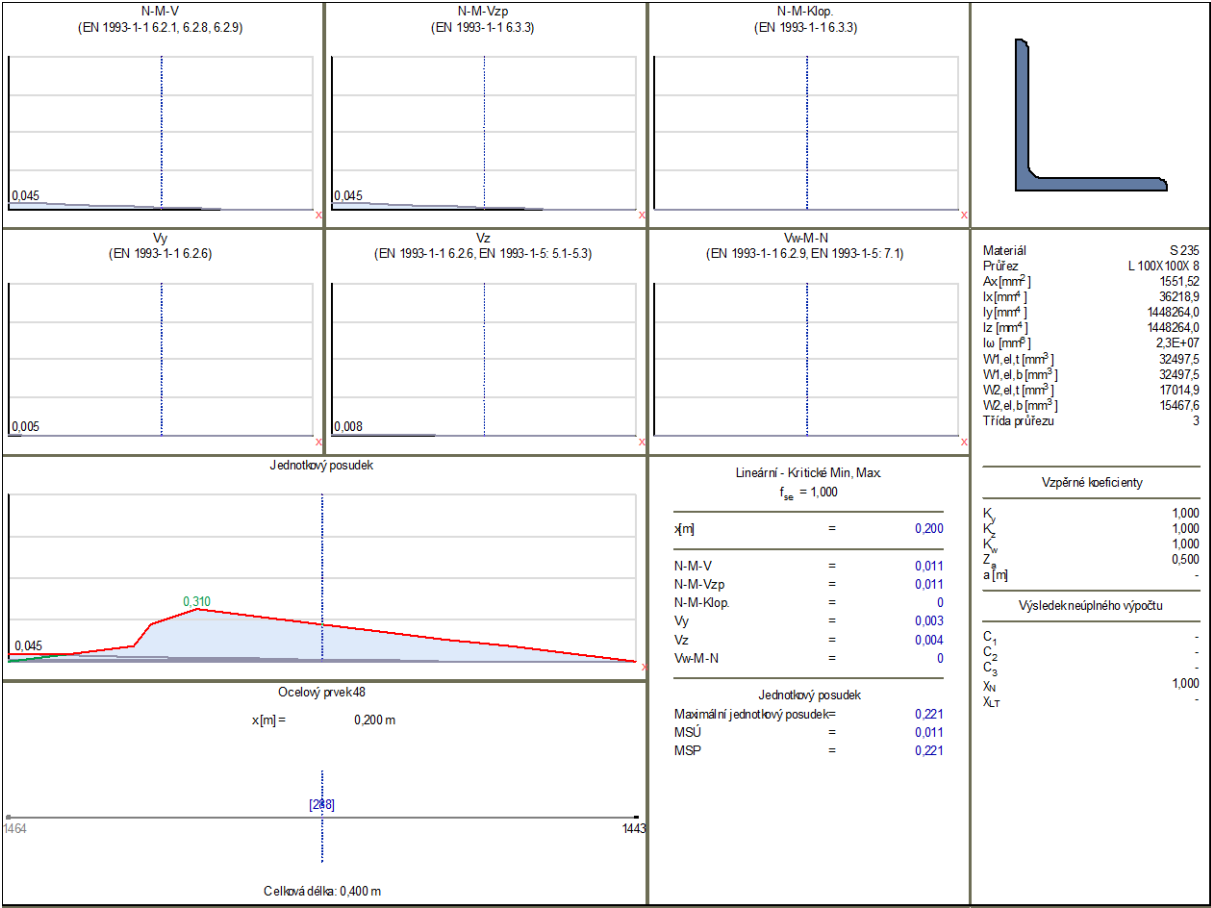 N-M-V
(EN 1993-1-1 6.2.1, 6.2.8, 6.2.9)
0,045
x
N-M-Vzp
(EN 1993-1-1 6.3.3)
0,045
x
N-M-Klop.
(EN 1993-1-1 6.3.3)
x
Vy
(EN 1993-1-1 6.2.6)
0,005
x
Vz
(EN 1993-1-1 6.2.6, EN 1993-1-5: 5.1-5.3)
0,008
x
Vw-M-N
(EN 1993-1-1 6.2.9, EN 1993-1-5: 7.1)
x
Materiál S 235
Průřez L 100X100X 8
Ax[mm²] 1551,52
Ix[mm⁴] 36218,9
Iy[mm⁴] 1448264,0
Iz[mm⁴] 1448264,0
Iω [mm⁶] 2,3E+07
W1,el,t [mm³] 32497,5
W1,el,b [mm³] 32497,5
W2,el,t [mm³] 17014,9
W2,el,b [mm³] 15467,6
Třída průřezu 3
Jednotkový posudek
0,310
0,045
x
Ocelový prvek48
x[m] = 0,200 m
[288]
1464 1443
Celková délka: 0,400 m
Lineární - Kritické Min, Max.
fse = 1,000
x[m] = 0,200
N-M-V = 0,011
N-M-Vzp = 0,011
N-M-Klop. = 0
Vy = 0,003
Vz = 0,004
Vw-M-N = 0
Jednotkový posudek
Maximální jednotkový posudek= 0,221
MSÚ = 0,011
MSP = 0,221
Vzpěrné koeficienty
Ky 1,000
Kz 1,000
Kw 1,000
Za 0,500
a [m] -
Výsledek neúplného výpočtu
C1 -
C2 -
C3 -
XN 1,000
XLT -